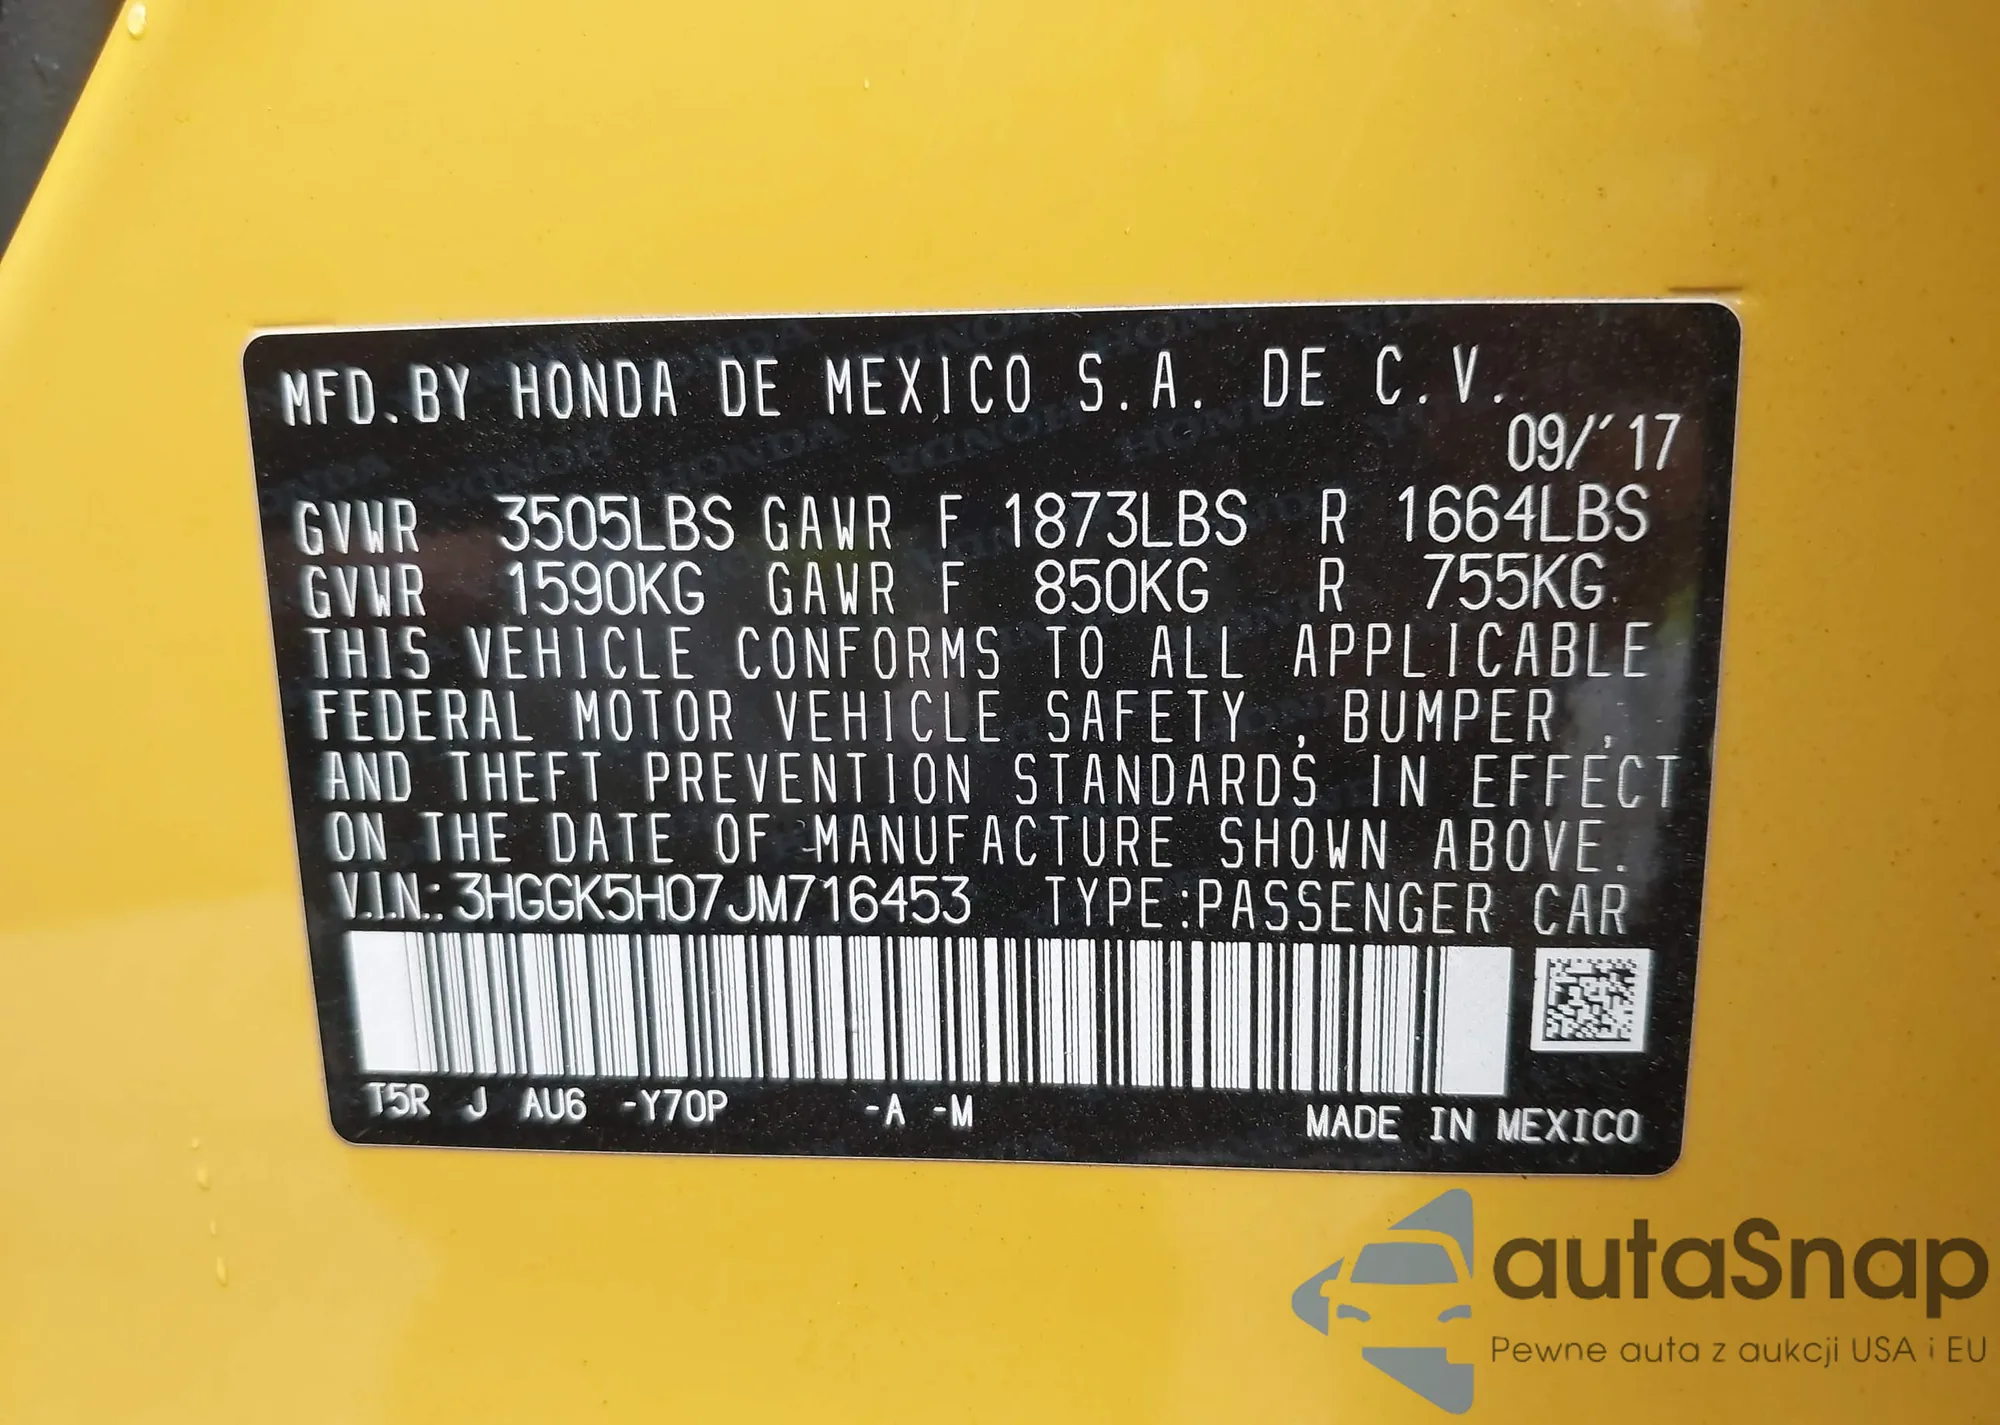 MFD.BY HONDA DE MEXICO S.A. DE C.V.
09/'17
GVWR 3505LBS GAWR F 1873LBS R 1664LBS
GVWR 1590KG GAWR F 850KG R 755KG
THIS VEHICLE CONFORMS TO ALL APPLICABLE
FEDERAL MOTOR VEHICLE SAFETY, BUMPER,
AND THEFT PREVENTION STANDARDS IN EFFECT
ON THE DATE OF MANUFACTURE SHOWN ABOVE.
V.I.N.: 3HGGK5H07JM716453 TYPE:PASSENGER CAR
T5R J AU6 -Y70P -A -M MADE IN MEXICO
autaSnap
Pewne auta z aukcji USA i EU